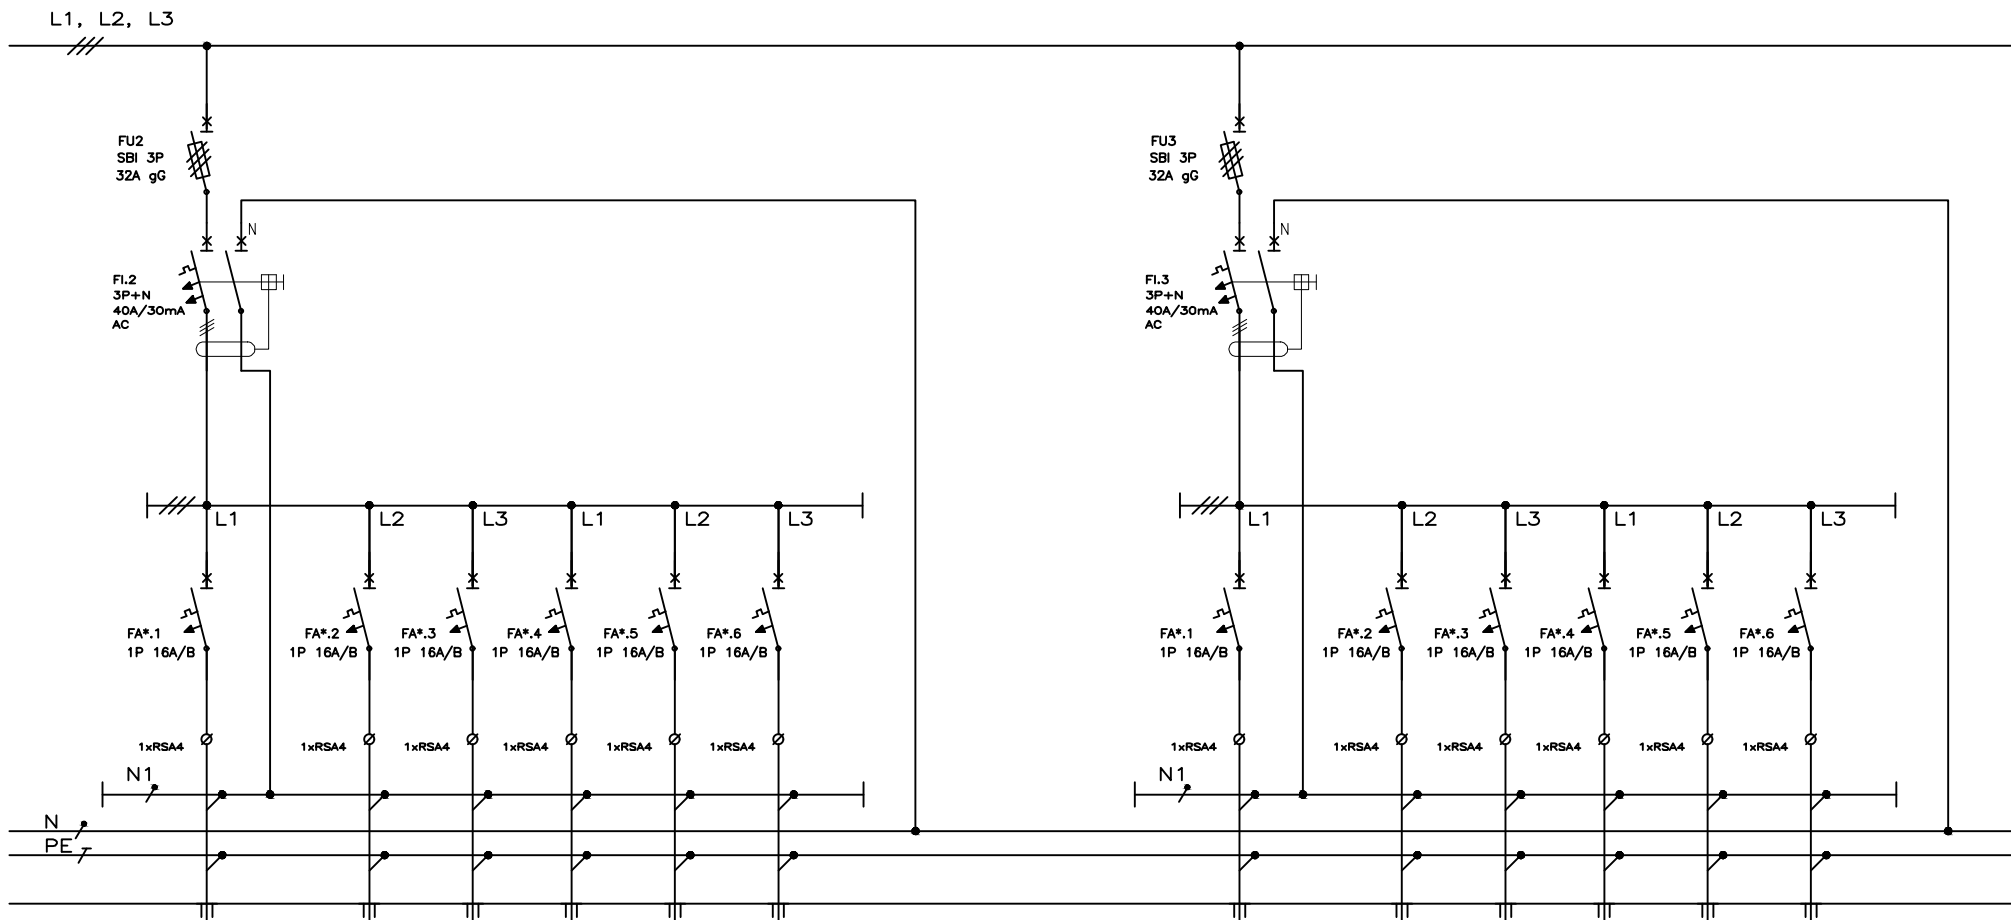 L1, L2, L3
FU2
SBI 3P
32A gG
FU3
SBI 3P
32A gG
N
N
FI.2
3P+N
40A/30mA
AC
FI.3
3P+N
40A/30mA
AC
L1 L2 L3 L1 L2 L3
L1 L2 L3 L1 L2 L3
FA*.1
1P 16A/B
FA*.2
1P 16A/B
FA*.3
1P 16A/B
FA*.4
1P 16A/B
FA*.5
1P 16A/B
FA*.6
1P 16A/B
FA*.1
1P 16A/B
FA*.2
1P 16A/B
FA*.3
1P 16A/B
FA*.4
1P 16A/B
FA*.5
1P 16A/B
FA*.6
1P 16A/B
1xRSA4 1xRSA4 1xRSA4 1xRSA4 1xRSA4 1xRSA4
1xRSA4 1xRSA4 1xRSA4 1xRSA4 1xRSA4 1xRSA4
N1
N1
N
PE